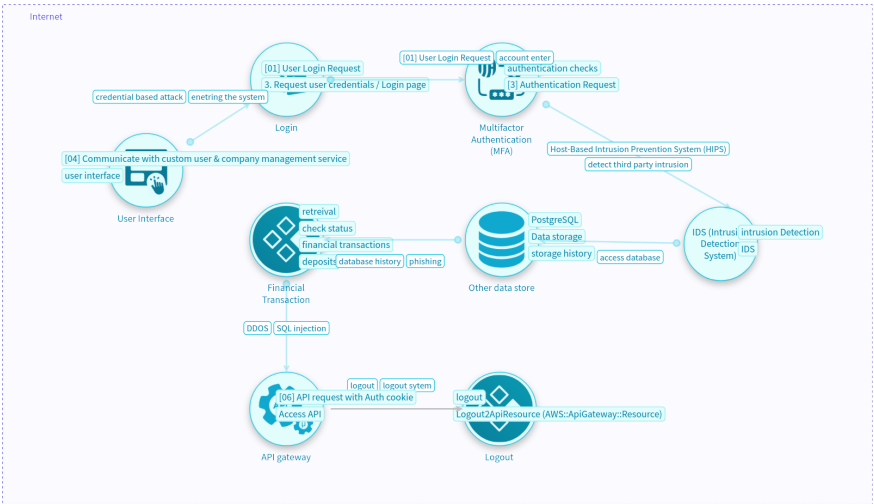 Internet
[01] User Login Request
account enter
[01] User Login Request
3. Request user credentials / Login page
authentication checks
[3] Authentication Request
credential based attack
enetring the system
Login
Multifactor
Authentication
(MFA)
Host-Based Intrusion Prevention System (HIPS)
detect third party intrusion
[04] Communicate with custom user & company management service
user interface
User Interface
retreival
check status
financial transactions
deposits
database history
phishing
Financial
Transaction
PostgreSQL
Data storage
storage history
access database
Other data store
IDS (Intrusion
Detection
System)
intrusion Detection
IDS
DDOS
SQL injection
logout
logout sytem
[06] API request with Auth cookie
Access API
API gateway
logout
Logout2ApiResource (AWS::ApiGateway::Resource)
Logout